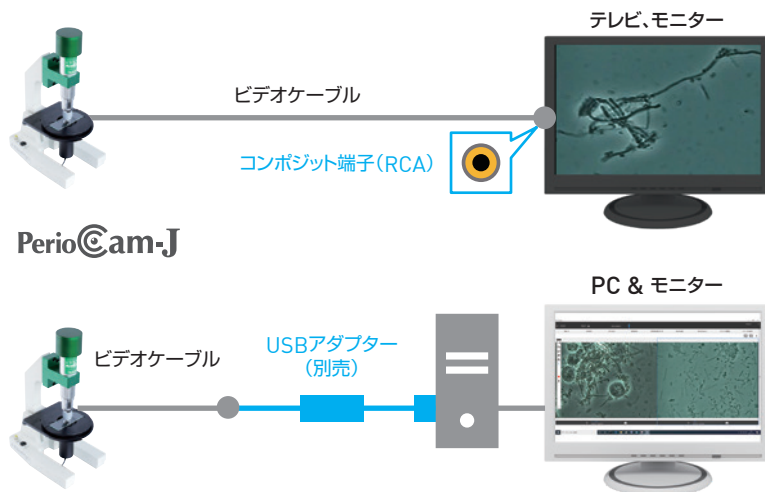 テレビ、モニター
ビデオケーブル
コンポジット端子(RCA)
PerioCam-J
PC & モニター
ビデオケーブル
USBアダプター
(別売)